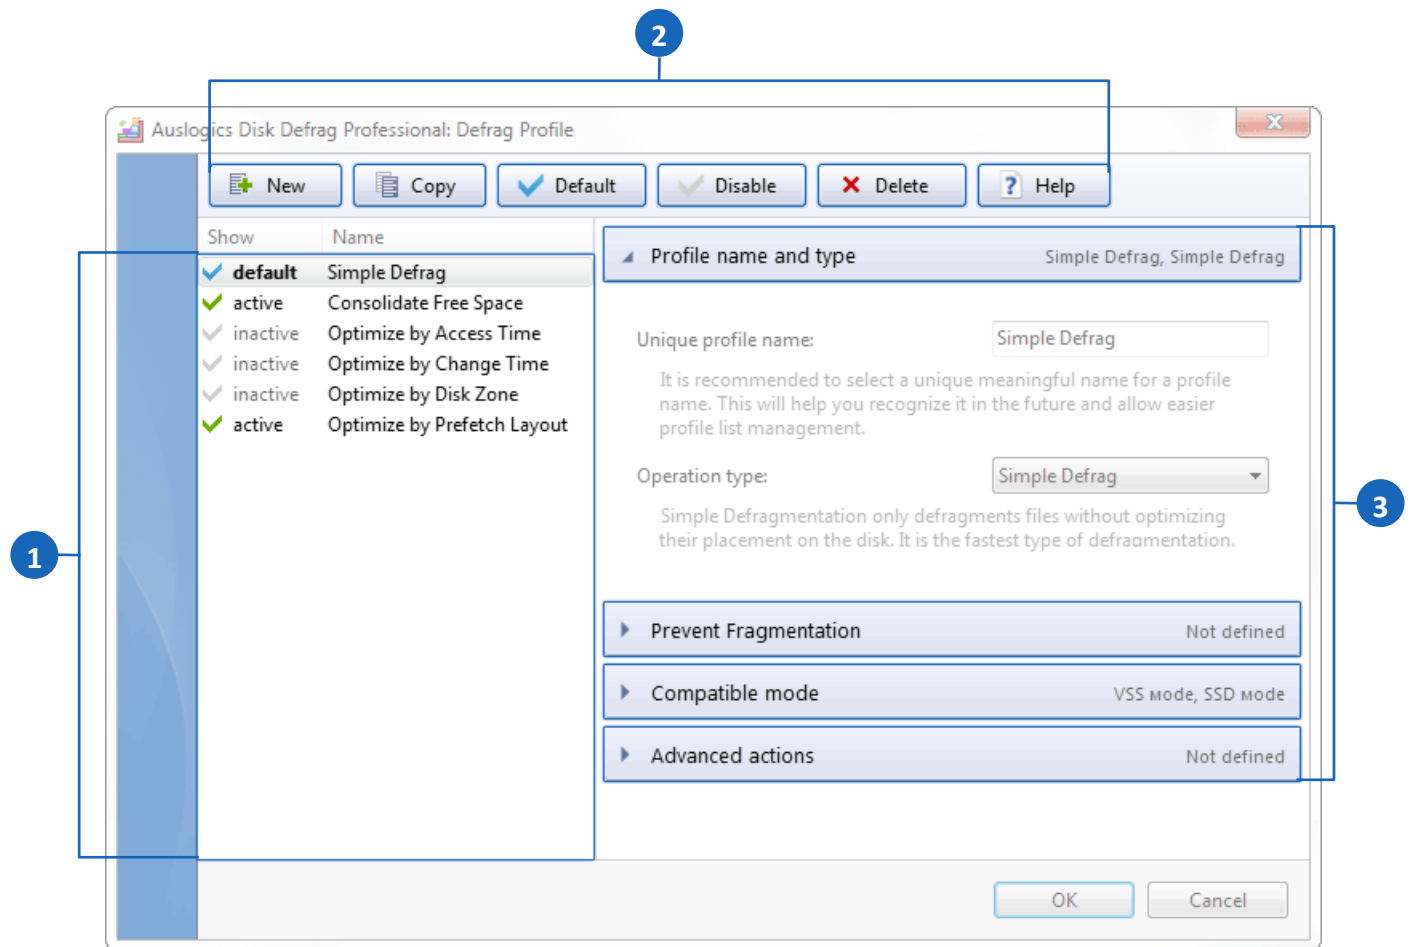 2
Auslogics Disk Defrag Professional: Defrag Profile
New Copy Default Disable Delete Help
Show Name
default Simple Defrag
active Consolidate Free Space
inactive Optimize by Access Time
inactive Optimize by Change Time
inactive Optimize by Disk Zone
active Optimize by Prefetch Layout
1
Profile name and type Simple Defrag, Simple Defrag
Unique profile name: Simple Defrag
It is recommended to select a unique meaningful name for a profile
name. This will help you recognize it in the future and allow easier
profile list management.
Operation type: Simple Defrag
Simple Defragmentation only defragments files without optimizing
their placement on the disk. It is the fastest type of defragmentation.
Prevent Fragmentation Not defined
Compatible mode VSS мode, SSD мode
Advanced actions Not defined
3
OK Cancel